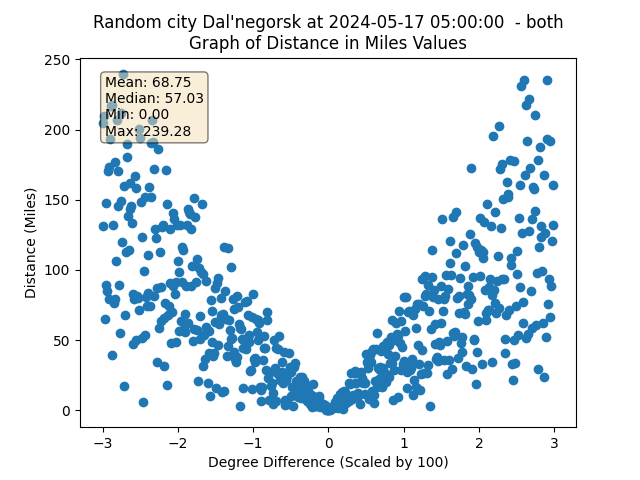 Random city Dal'negorsk at 2024-05-17 05:00:00  - both
Graph of Distance in Miles Values
250
200
150
100
50
0
Distance (Miles)
Mean: 68.75
Median: 57.03
Min: 0.00
Max: 239.28
−3
−2
−1
0
1
2
3
Degree Difference (Scaled by 100)